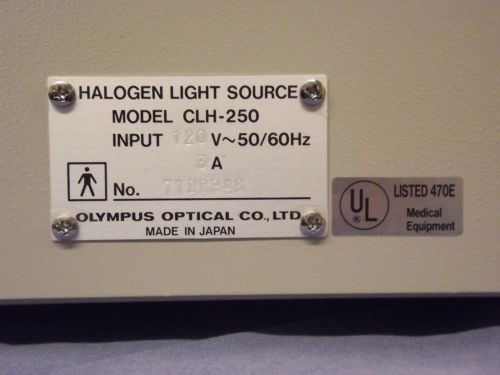 HALOGEN LIGHT SOURCE
MODEL CLH-250
INPUT 120 V~50/60Hz
3 A
No.
OLYMPUS OPTICAL CO., LTD.
MADE IN JAPAN
UL
®
LISTED 470E
Medical
Equipment